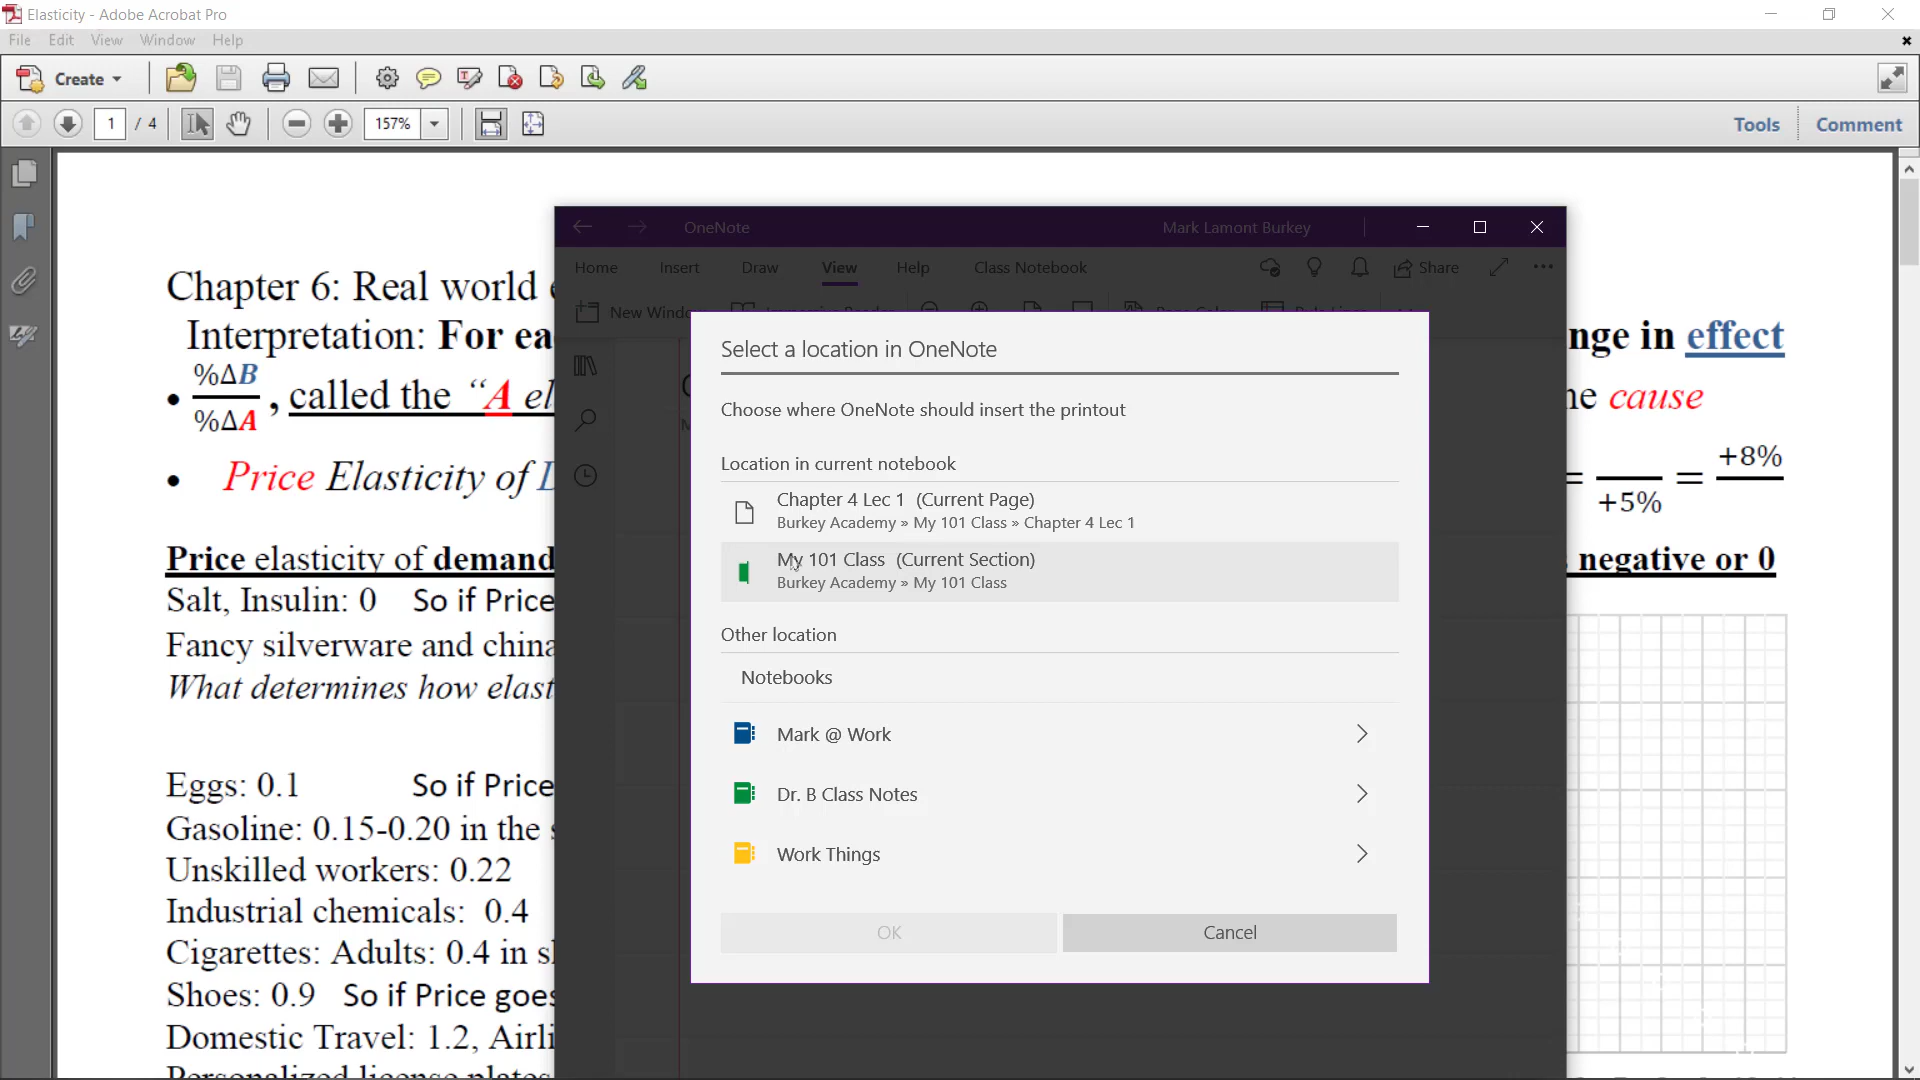 Elasticity - Adobe Acrobat Pro
File Edit View Window Help
Create
1 / 4
157%
Tools
Comment
Chapter 6: Real world
Interpretation: For ea
nge in effect
%ΔB
%ΔA
, called the “A el
he cause
Price Elasticity of D
= +5% = +8%
Price elasticity of demand
negative or 0
Salt, Insulin: 0 So if Price
Fancy silverware and china
What determines how elast
Eggs: 0.1 So if Price
Gasoline: 0.15-0.20 in the s
Unskilled workers: 0.22
Industrial chemicals: 0.4
Cigarettes: Adults: 0.4 in sh
Shoes: 0.9 So if Price goes
Domestic Travel: 1.2, Airli
Personalized license plates
OneNote
Mark Lamont Burkey
Home Insert Draw View Help Class Notebook
Share
New Windo
Select a location in OneNote
Choose where OneNote should insert the printout
Location in current notebook
Chapter 4 Lec 1 (Current Page)
Burkey Academy » My 101 Class » Chapter 4 Lec 1
My 101 Class (Current Section)
Burkey Academy » My 101 Class
Other location
Notebooks
Mark @ Work
Dr. B Class Notes
Work Things
OK
Cancel